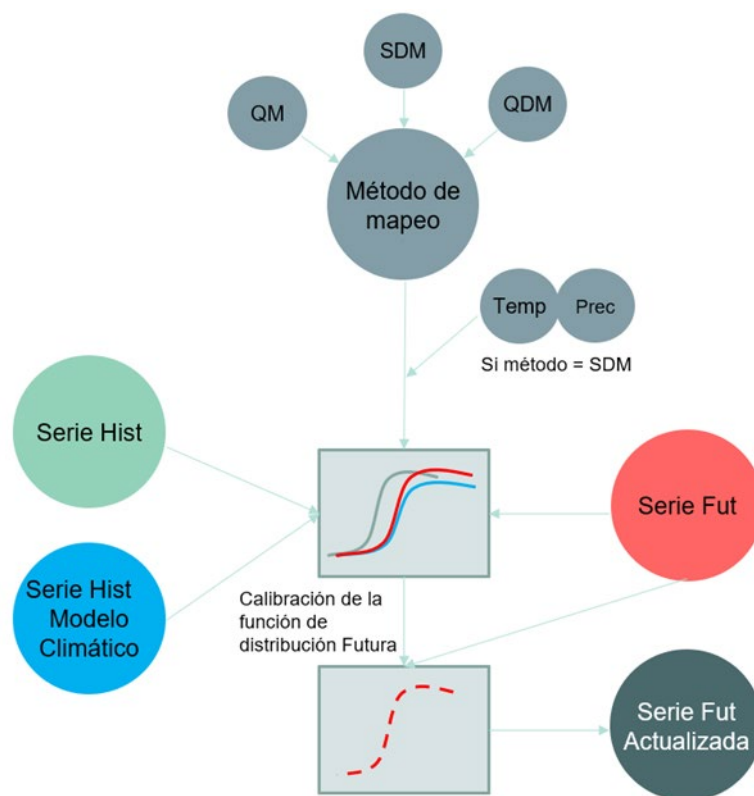 SDM
QM
QDM
Método de
mapeo
Temp
Prec
Si método = SDM
Serie Hist
Serie Fut
Serie Hist
Modelo
Climático
Calibración de la
función de
distribución Futura
Serie Fut
Actualizada